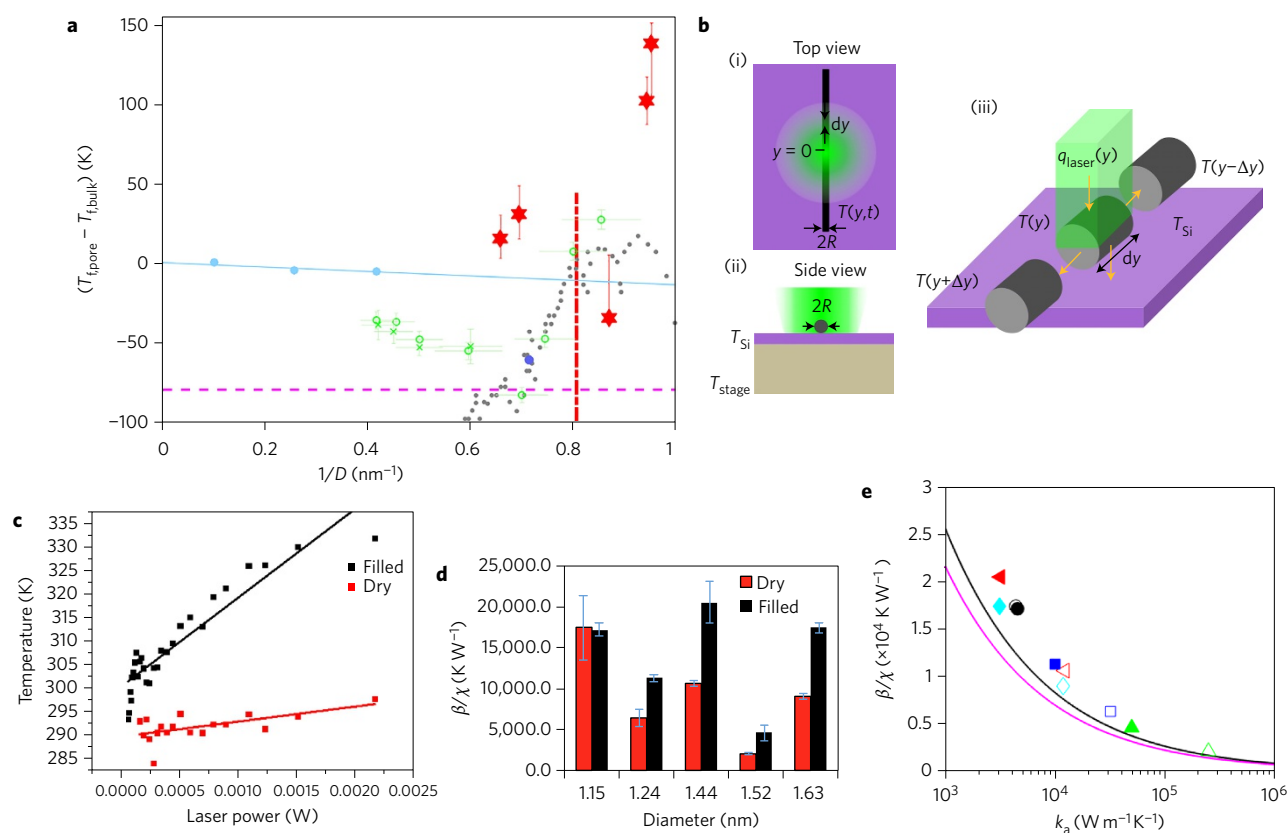 a
150
100
50
0
−50
−100
(T_f,pore − T_f,bulk) (K)
0
0.2
0.4
0.6
0.8
1
1/D (nm⁻¹)
b
(i)
Top view
dy
y = 0
T(y,t)
2R
(ii)
Side view
2R
T_Si
T_stage
(iii)
q_laser(y)
T(y−Δy)
T(y)
T_Si
dy
T(y+Δy)
c
335
330
325
320
315
310
305
300
295
290
285
Temperature (K)
Filled
Dry
0.0000
0.0005
0.0010
0.0015
0.0020
0.0025
Laser power (W)
d
25,000.0
20,000.0
15,000.0
10,000.0
5,000.0
0.0
β/χ (K W⁻¹)
Dry
Filled
1.15
1.24
1.44
1.52
1.63
Diameter (nm)
e
3
2.5
2
1.5
1
0.5
0
β/χ (×10⁴ K W⁻¹)
10³
10⁴
10⁵
10⁶
k_a (W m⁻¹K⁻¹)